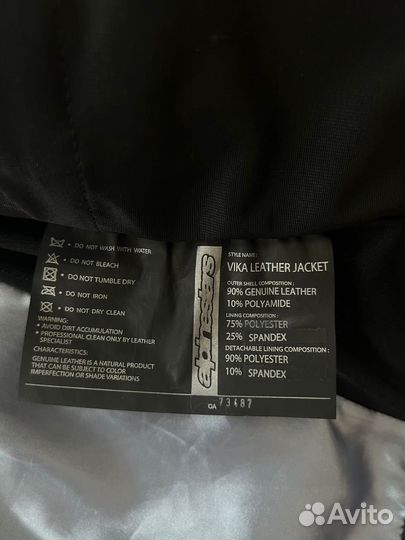 • DO NOT WASH WITH WATER
• DO NOT BLEACH
• DO NOT TUMBLE DRY
• DO NOT IRON
• DO NOT DRY CLEAN
WARNING:
• AVOID DIRT ACCUMULATION
• PROFESSIONAL CLEAN ONLY BY LEATHER
SPECIALIST
CHARACTERISTICS:
GENUINE LEATHER IS A NATURAL PRODUCT
THAT CAN BE SUBJECT TO COLOR
IMPERFECTION OR SHADE VARIATIONS
alpinestars
STYLE NAME:
VIKA LEATHER JACKET
OUTER SHELL COMPOSITION:
90% GENUINE LEATHER
10% POLYAMIDE
LINING COMPOSITION:
75% POLYESTER
25% SPANDEX
DETACHABLE LINING COMPOSITION:
90% POLYESTER
10% SPANDEX
OA 73487
Avito